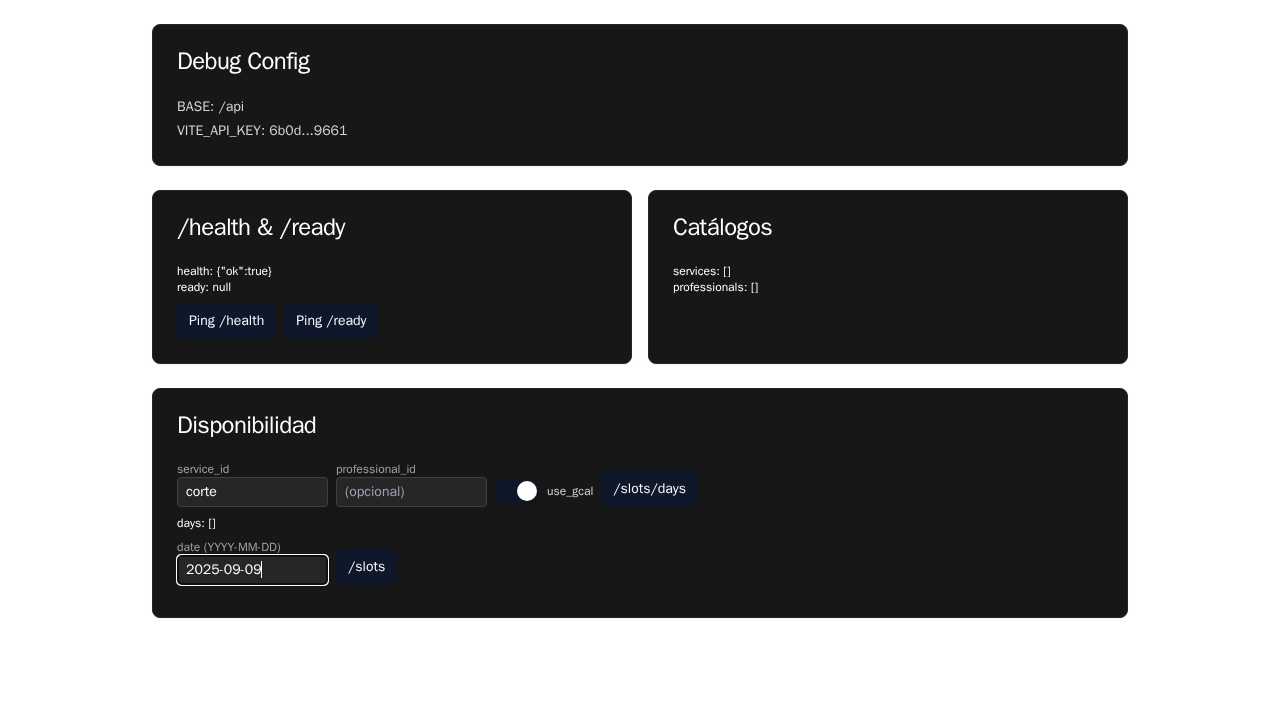 Debug Config
BASE: /api
VITE_API_KEY: 6b0d...9661
/health & /ready
health: {"ok":true}
ready: null
Ping /health
Ping /ready
Catálogos
services: []
professionals: []
Disponibilidad
service_id
professional_id
corte
(opcional)
use_gcal
/slots/days
days: []
date (YYYY-MM-DD)
2025-09-09
/slots